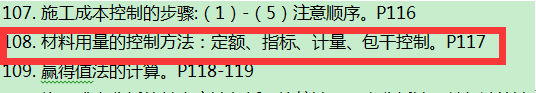 107. 施工成本控制的步骤:（1）-（5）注意顺序。P116
108. 材料用量的控制方法：定额、指标、计量、包干控制。P117
109. 赢得值法的计算。P118-119